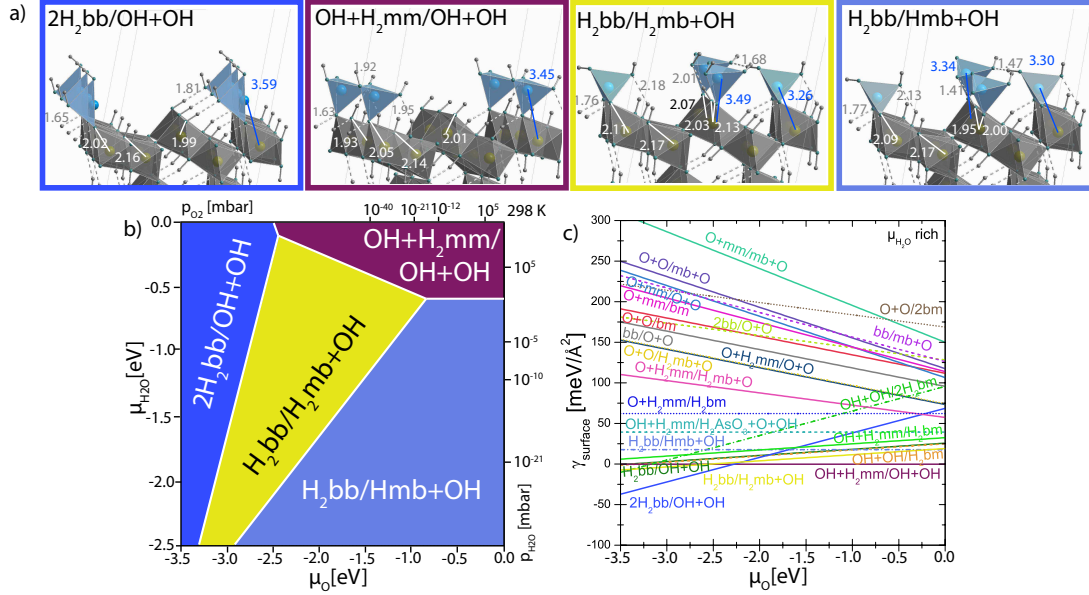 a)
2H2bb/OH+OH
OH+H2mm/OH+OH
H2bb/H2mb+OH
H2bb/Hmb+OH
1.65
2.02
2.16
1.81
1.99
3.59
1.92
1.63
1.93
1.95
2.05
2.14
2.01
3.45
1.68
2.01
2.18
1.76
2.07
3.49
3.26
2.11
2.03
2.13
2.17
1.47
3.34
3.30
1.41
2.13
1.77
2.09
1.95
2.00
2.17
b)
pO2 [mbar]
10^-40 10^-21 10^-12 10^5 298 K
0.0
-0.5
-1.0
-1.5
-2.0
-2.5
μH2O[eV]
2H2bb/OH+OH
OH+H2mm/
OH+OH
H2bb/H2mb+OH
H2bb/Hmb+OH
10^5
10^-5
10^-10
10^-21
pH2O [mbar]
-3.5 -3.0 -2.5 -2.0 -1.5 -1.0 -0.5 0.0
μO[eV]
c)
μH2O rich
300
250
200
150
100
50
0
-50
-100
γsurface [meV/Å²]
O+mm/mb+O
O+O/mb+O
O+mm/O+O
O+O/2bm
O+mm/bm
O+O/bm
2bb/O+O
bb/mb+O
bb/O+O
O+H2mm/O+O
O+O/H2mb+O
O+H2mm/H2mb+O
OH+OH/2H2bm
O+H2mm/H2bm
OH+H2mm/H2AsO3+O+OH
OH+H2mm/H2bm
H2bb/Hmb+OH
OH+OH/H2bm
H2bb/OH+OH
H2bb/H2mb+OH
OH+H2mm/OH+OH
2H2bb/OH+OH
-3.5 -3.0 -2.5 -2.0 -1.5 -1.0 -0.5 0.0
μO[eV]